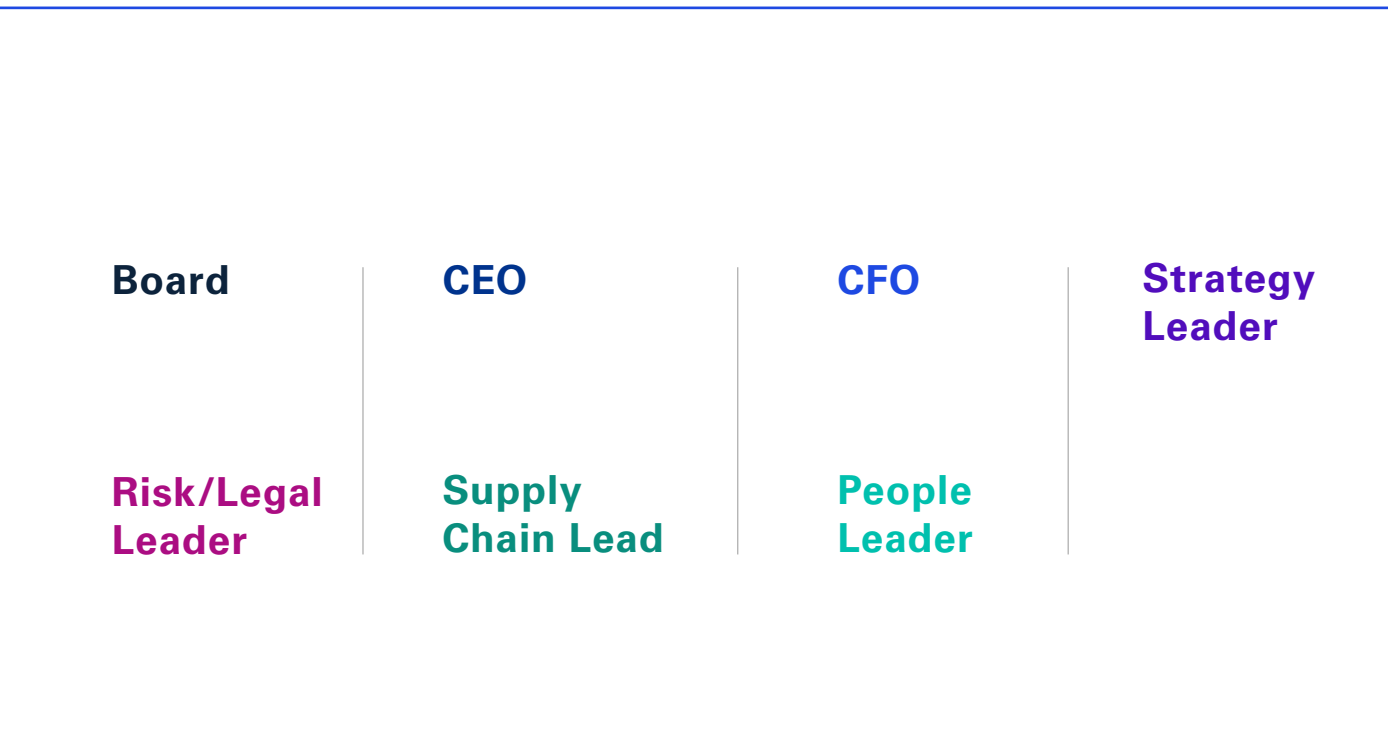 Board
CEO
CFO
Strategy
Leader
Risk/Legal
Leader
Supply
Chain Lead
People
Leader